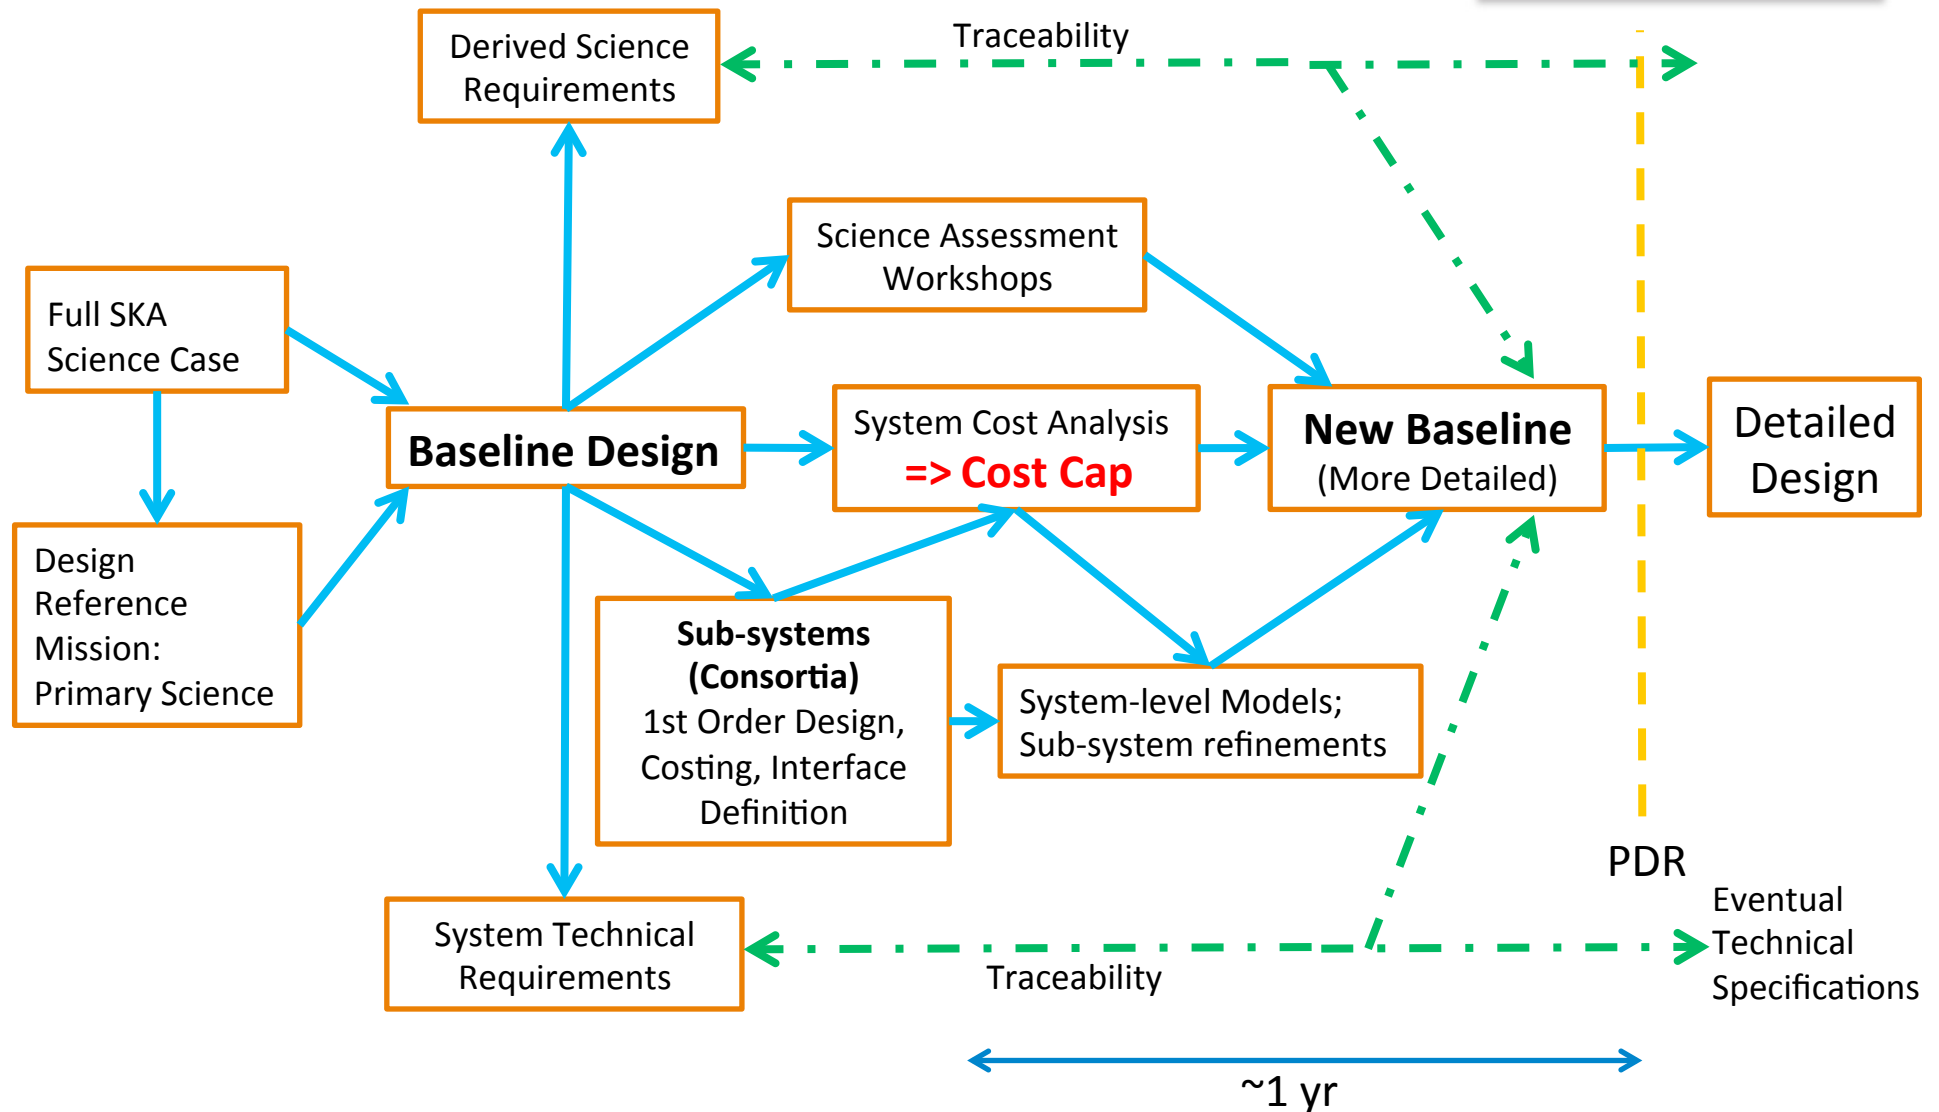 Derived Science
Requirements
Traceability
Science Assessment
Workshops
Full SKA
Science Case
Baseline Design
System Cost Analysis
=> Cost Cap
New Baseline
(More Detailed)
Detailed
Design
Design
Reference
Mission:
Primary Science
Sub-systems
(Consortia)
1st Order Design,
Costing, Interface
Definition
System-level Models;
Sub-system refinements
PDR
System Technical
Requirements
Traceability
Eventual
Technical
Specifications
~1 yr